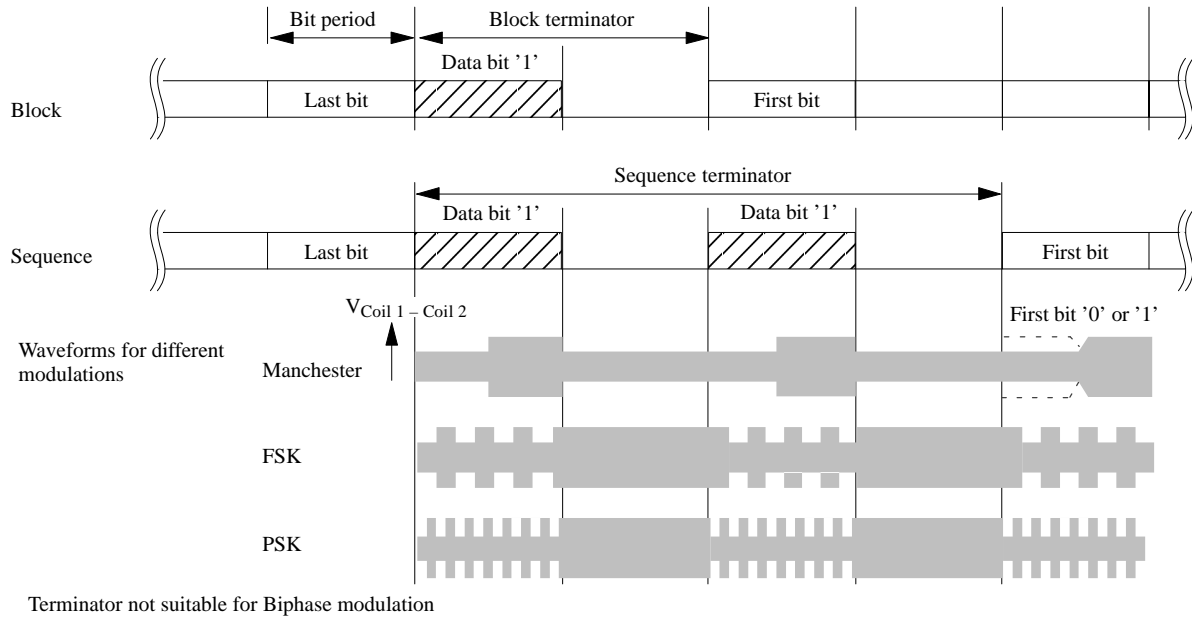 Bit period
Block terminator
Data bit ’1’
Block
Last bit
First bit
Sequence terminator
Data bit ’1’
Data bit ’1’
Sequence
Last bit
First bit
VCoil 1 – Coil 2
First bit ’0’ or ’1’
Waveforms for different
modulations
Manchester
FSK
PSK
Terminator not suitable for Biphase modulation